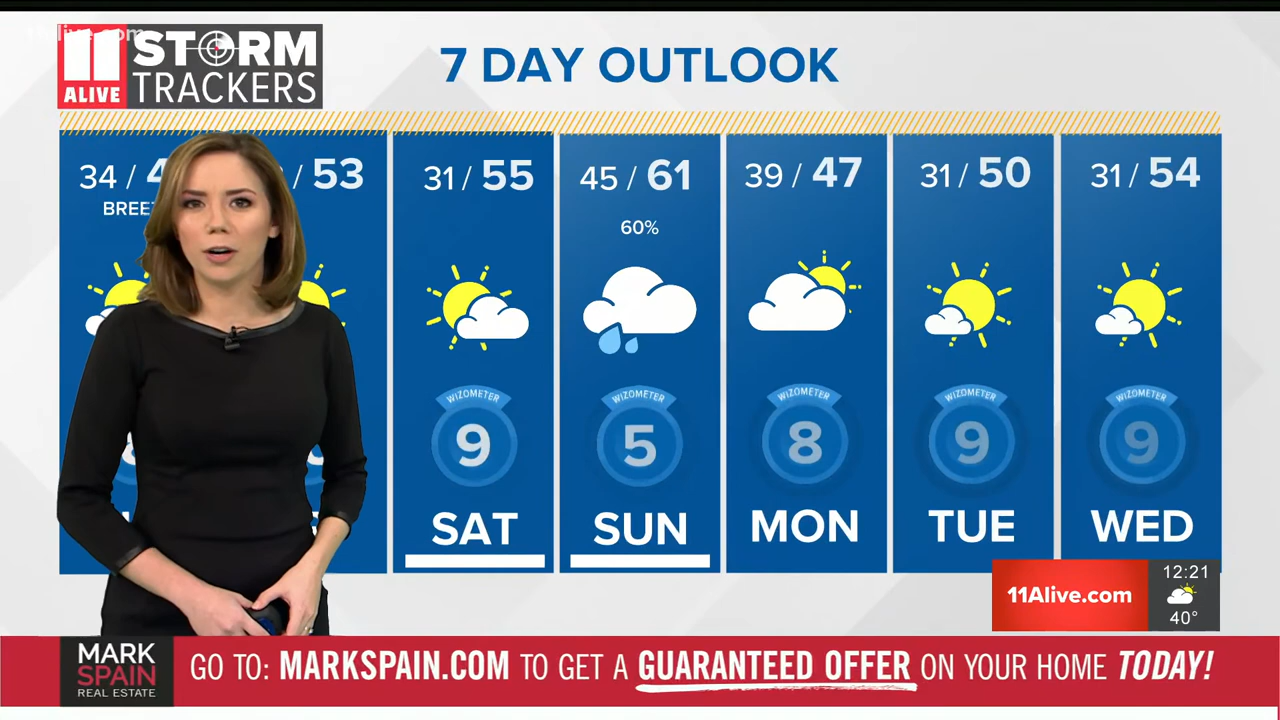 11alive.com
11 ALIVE
STORM
TRACKERS
7 DAY OUTLOOK
34 / 4
/ 53
31 / 55
45 / 61
39 / 47
31 / 50
31 / 54
60%
WIZOMETER
WIZOMETER
WIZOMETER
WIZOMETER
WIZOMETER
9
5
8
9
9
SAT
SUN
MON
TUE
WED
11Alive.com
12:21
40°
MARK
SPAIN
REAL ESTATE
GO TO: MARKSPAIN.COM TO GET A GUARANTEED OFFER ON YOUR HOME TODAY!